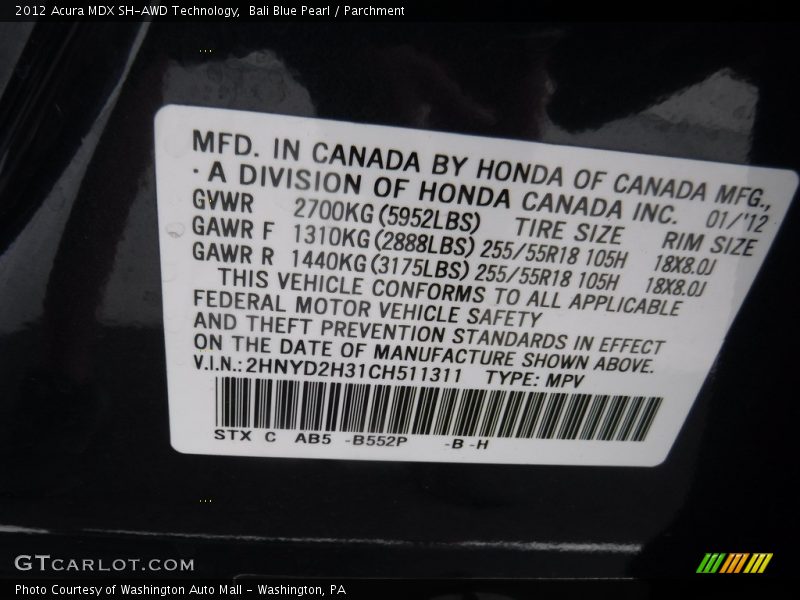 2012 Acura MDX SH-AWD Technology, Bali Blue Pearl / Parchment
MFD. IN CANADA BY HONDA OF CANADA MFG.,
· A DIVISION OF HONDA CANADA INC. 01/'12
GVWR 2700KG (5952LBS) TIRE SIZE RIM SIZE
GAWR F 1310KG (2888LBS) 255/55R18 105H 18X8.0J
GAWR R 1440KG (3175LBS) 255/55R18 105H 18X8.0J
THIS VEHICLE CONFORMS TO ALL APPLICABLE
FEDERAL MOTOR VEHICLE SAFETY
AND THEFT PREVENTION STANDARDS IN EFFECT
ON THE DATE OF MANUFACTURE SHOWN ABOVE.
V.I.N.: 2HNYD2H31CH511311 TYPE: MPV
STX C AB5 -B552P -B -H
GTCARLOT.COM
Photo Courtesy of Washington Auto Mall - Washington, PA